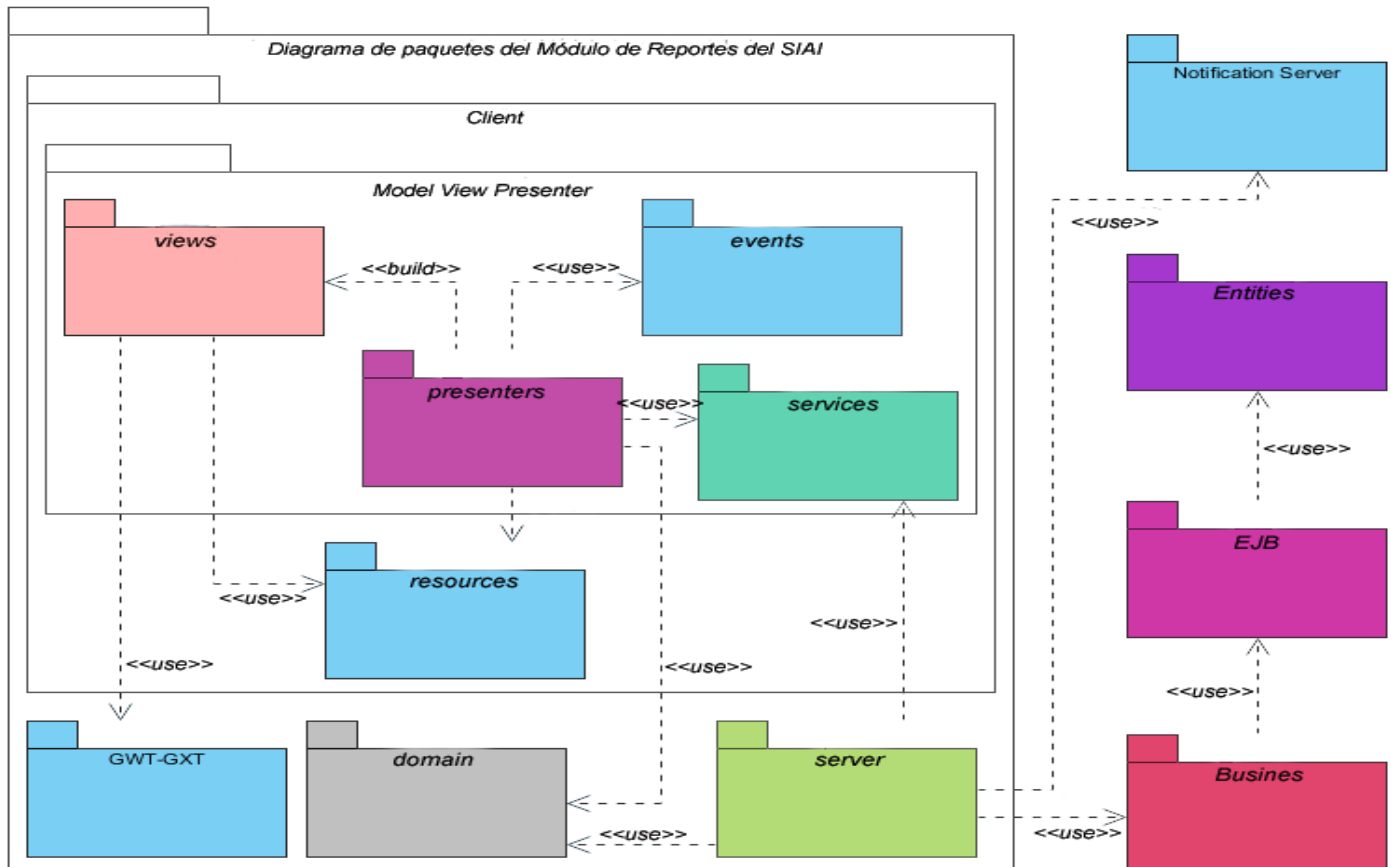 Diagrama de paquetes del Módulo de Reportes del SIAI
Notification Server
Client
Model View Presenter
<<use>>
views
events
<<build>>
<<use>>
Entities
presenters
<<use>>
services
<<use>>
EJB
resources
<<use>>
<<use>>
<<use>>
<<use>>
<<use>>
GWT-GXT
domain
server
Busines
<<use>>
<<use>>